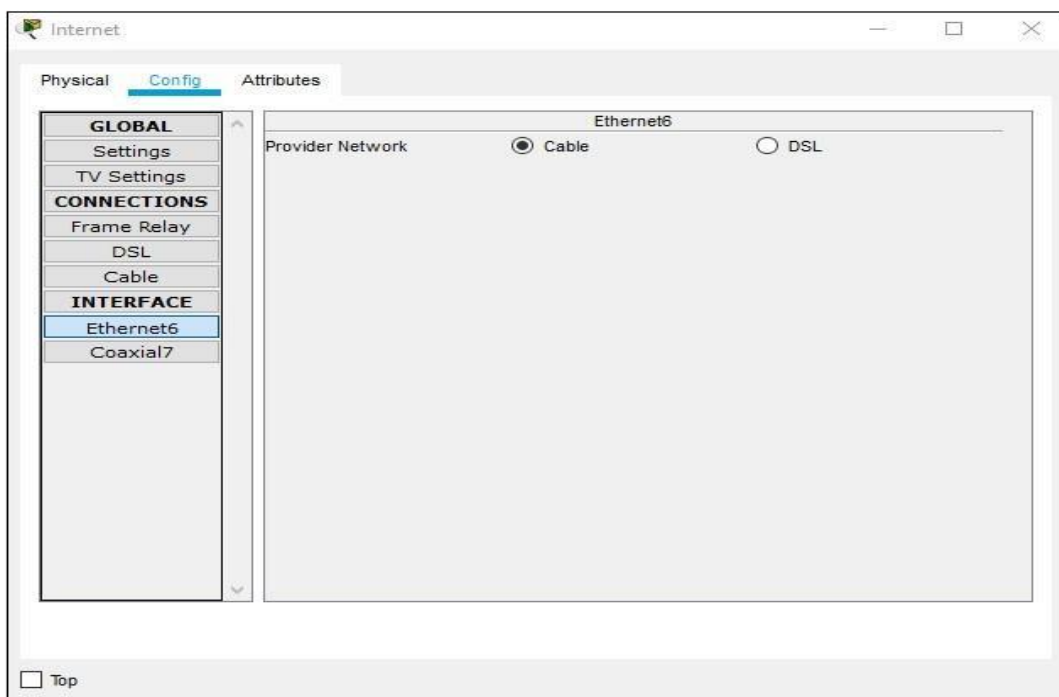 Internet
Physical Config Attributes
GLOBAL
Settings
TV Settings
CONNECTIONS
Frame Relay
DSL
Cable
INTERFACE
Ethernet6
Coaxial7
Ethernet6
Provider Network Cable DSL
Top